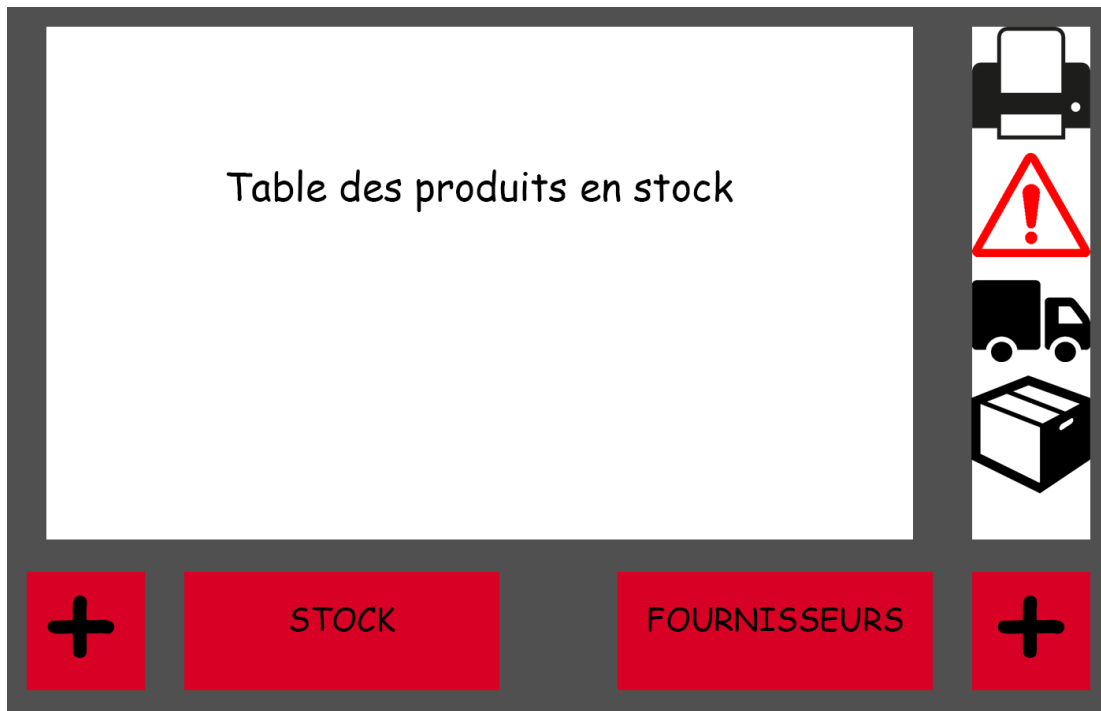 Table des produits en stock
+
STOCK
FOURNISSEURS
+